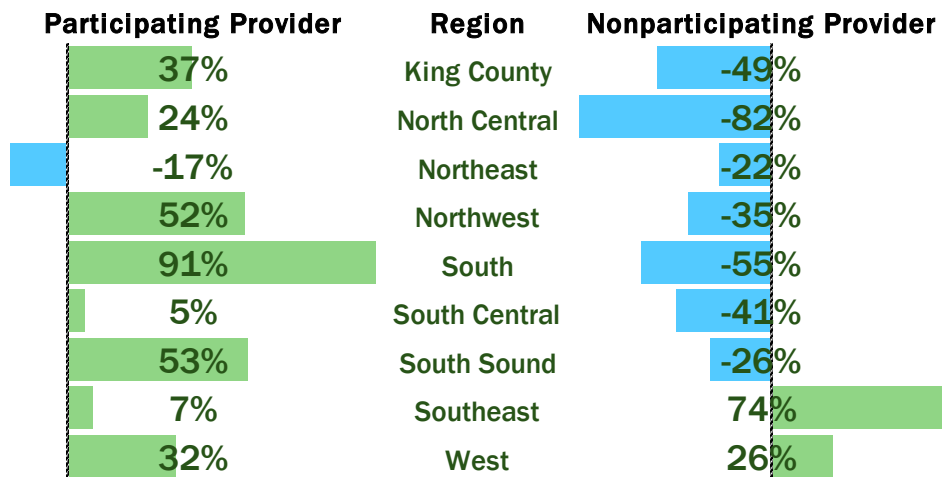 Participating Provider Region Nonparticipating Provider
37% King County -49%
24% North Central -82%
-17% Northeast -22%
52% Northwest -35%
91% South -55%
5% South Central -41%
53% South Sound -26%
7% Southeast 74%
32% West 26%